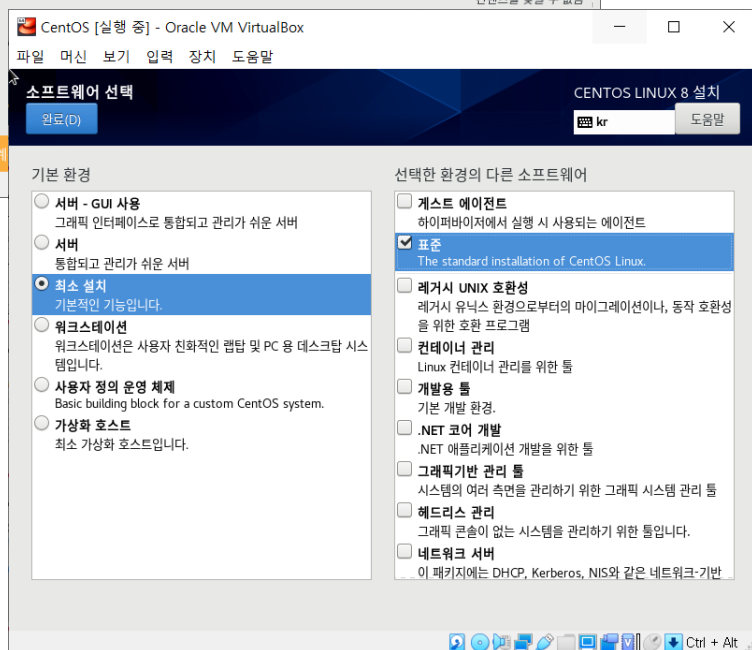 CentOS [실행 중] - Oracle VM VirtualBox
파일 머신 보기 입력 장치 도움말
소프트웨어 선택
CENTOS LINUX 8 설치
완료(D)
kr
도움말
기본 환경
서버 - GUI 사용
그래픽 인터페이스로 통합되고 관리가 쉬운 서버
서버
통합되고 관리가 쉬운 서버
최소 설치
기본적인 기능입니다.
워크스테이션
워크스테이션은 사용자 친화적인 랩탑 및 PC 용 데스크탑 시스
템입니다.
사용자 정의 운영 체제
Basic building block for a custom CentOS system.
가상화 호스트
최소 가상화 호스트입니다.
선택한 환경의 다른 소프트웨어
게스트 에이전트
하이퍼바이저에서 실행 시 사용되는 에이전트
표준
The standard installation of CentOS Linux.
레거시 UNIX 호환성
레거시 유닉스 환경으로부터의 마이그레이션이나, 동작 호환성
을 위한 호환 프로그램
컨테이너 관리
Linux 컨테이너 관리를 위한 툴
개발용 툴
기본 개발 환경.
.NET 코어 개발
.NET 애플리케이션 개발을 위한 툴
그래픽기반 관리 툴
시스템의 여러 측면을 관리하기 위한 그래픽 시스템 관리 툴
헤드리스 관리
그래픽 콘솔이 없는 시스템을 관리하기 위한 툴입니다.
네트워크 서버
이 패키지에는 DHCP, Kerberos, NIS와 같은 네트워크-기반
Ctrl + Alt